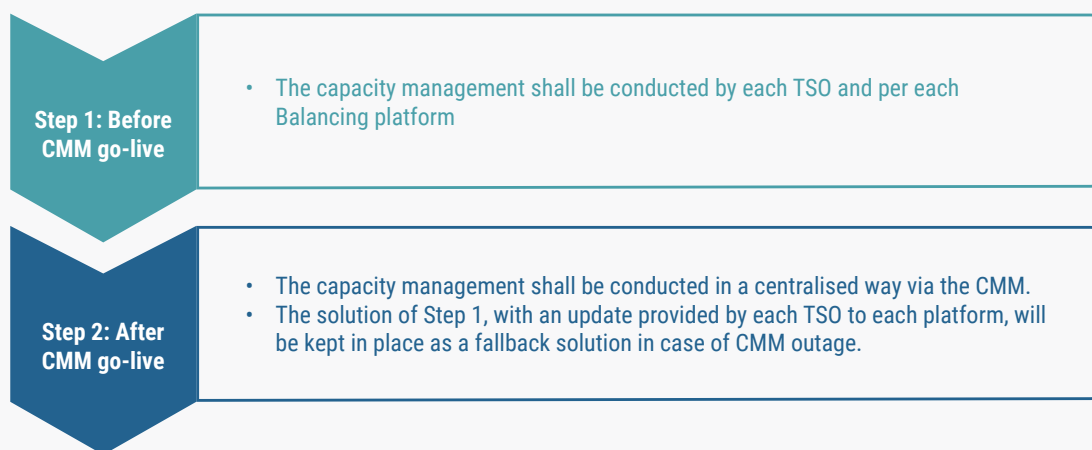 Step 1: Before
CMM go-live
• The capacity management shall be conducted by each TSO and per each
Balancing platform
Step 2: After
CMM go-live
• The capacity management shall be conducted in a centralised way via the CMM.
• The solution of Step 1, with an update provided by each TSO to each platform, will
be kept in place as a fallback solution in case of CMM outage.